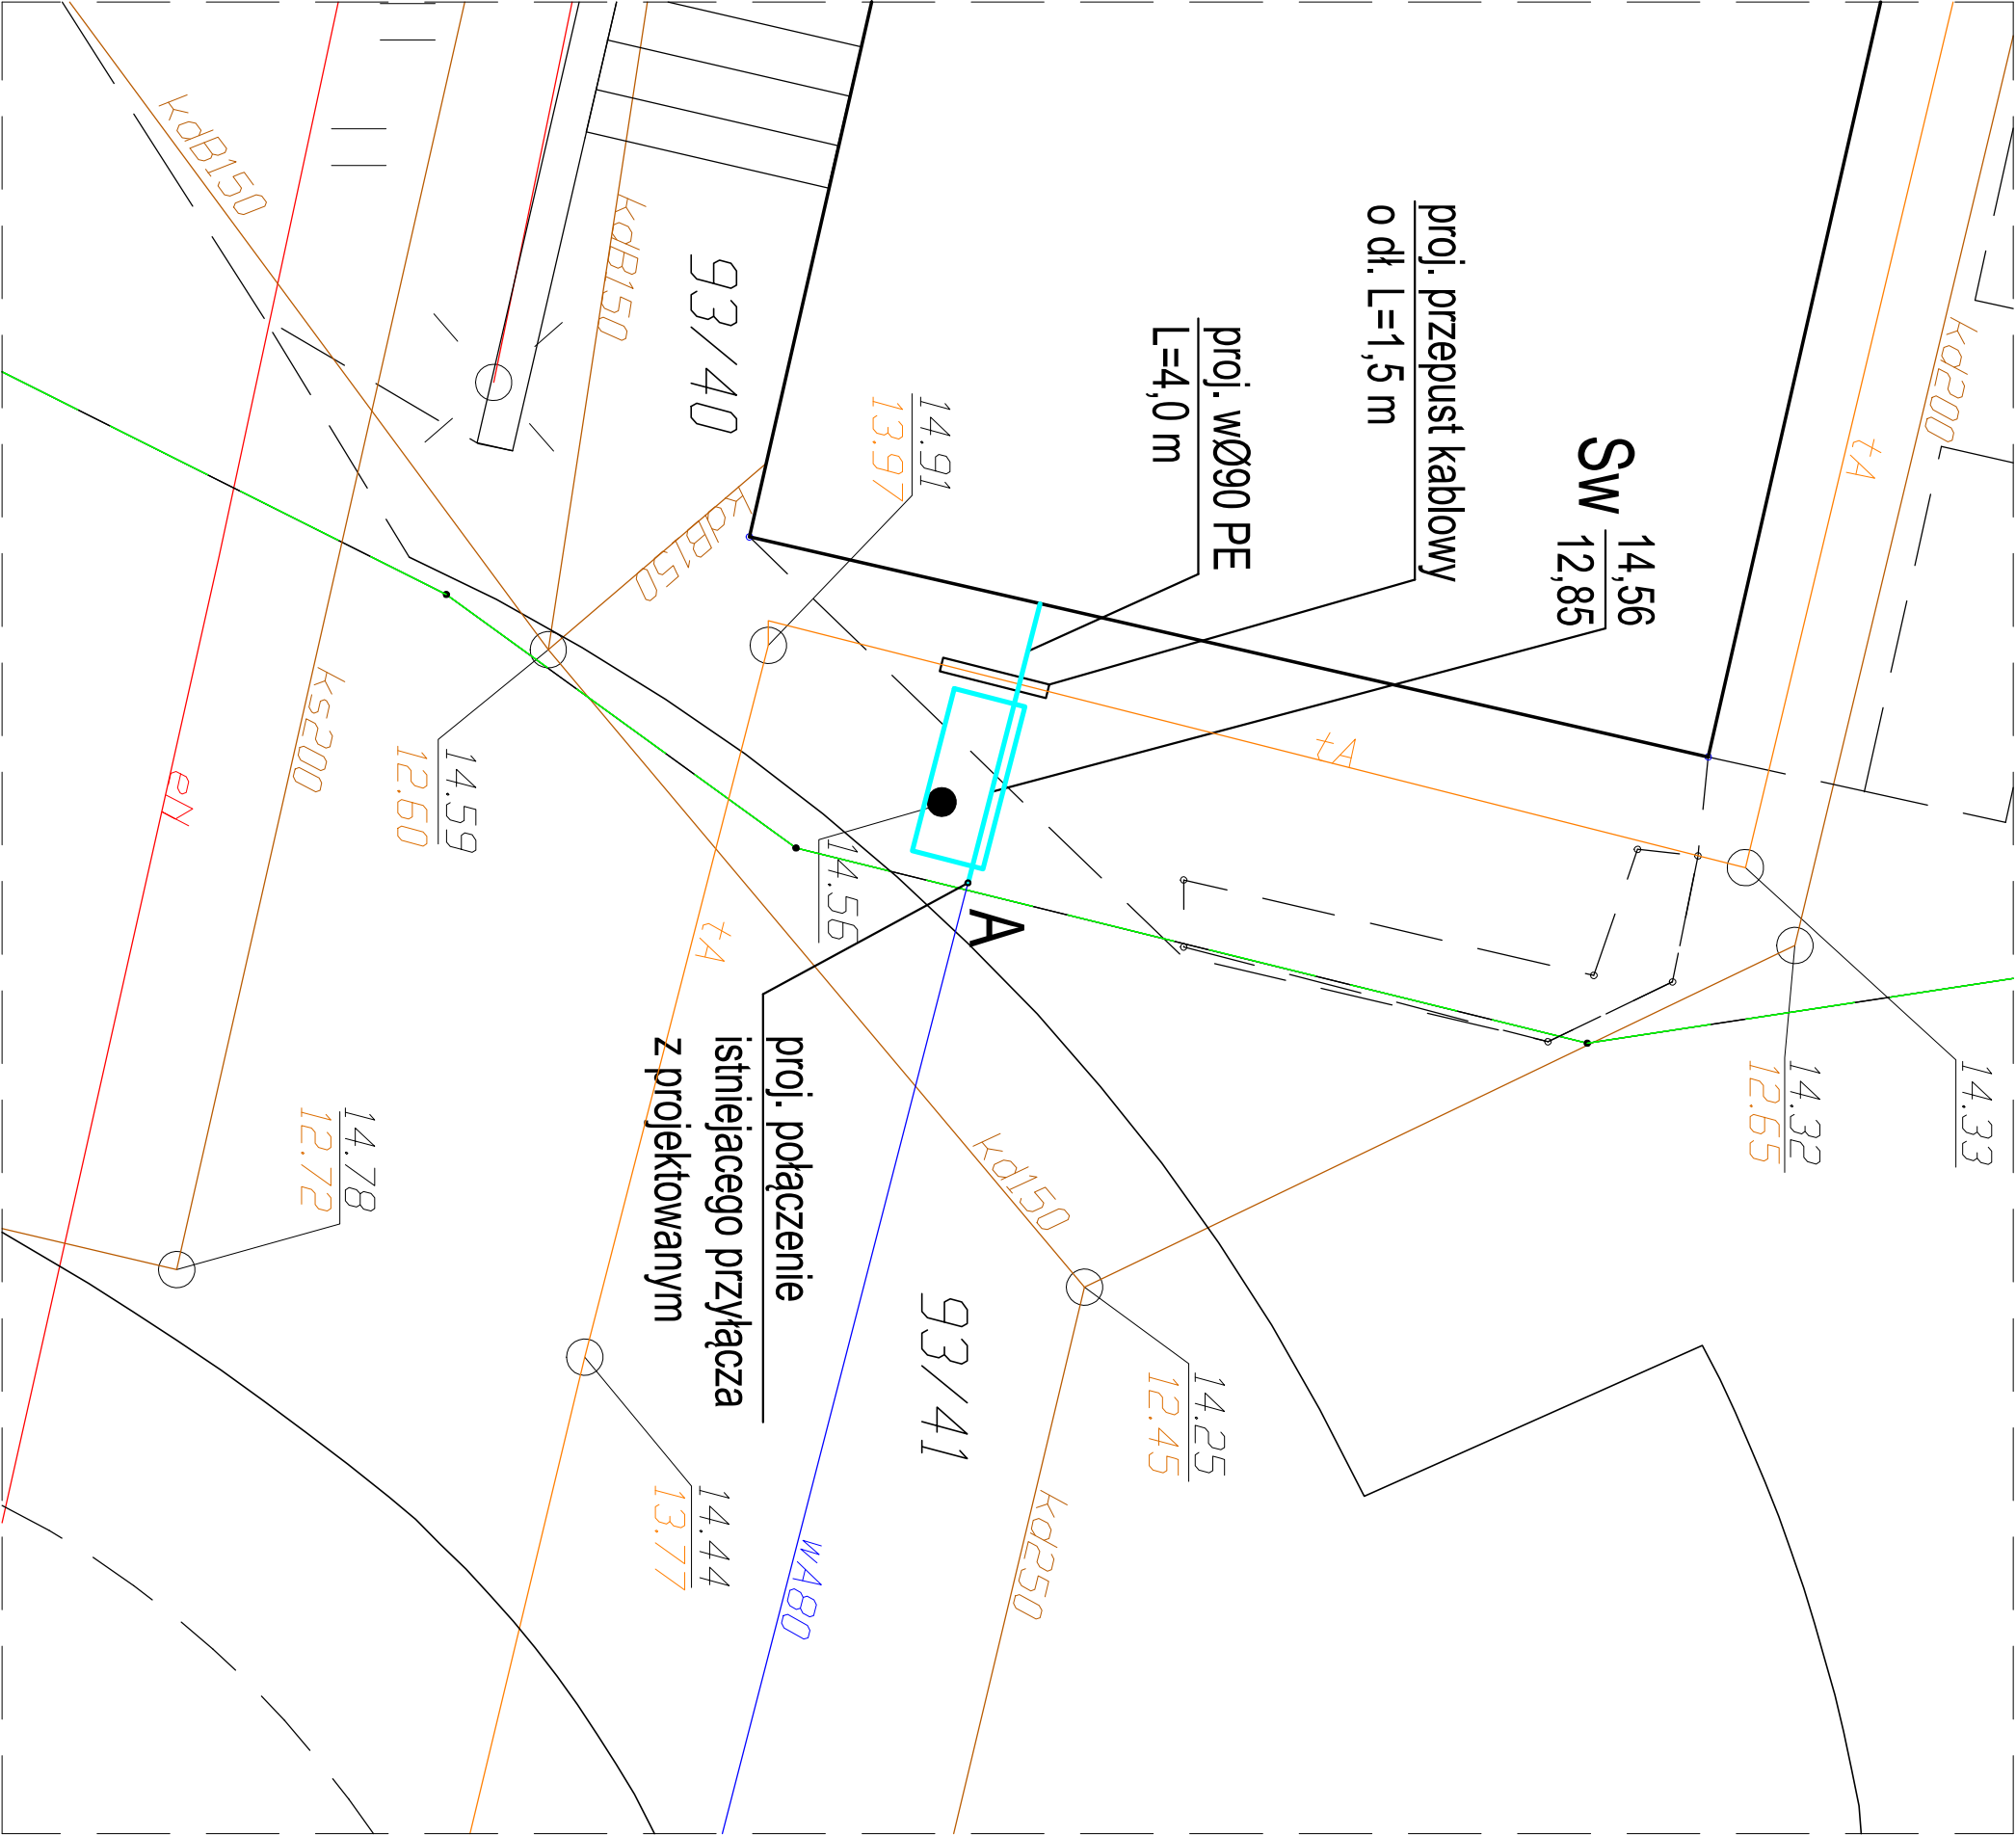 SW 14,56
12,85
proj. przepust kablowy
o dł. L=1,5 m
proj. wØ90 PE
L=4,0 m
A
proj. połączenie
istniejacego przyłącza
z projektowanym
93/40
93/41
14.91
13.97
14.59
12.60
14.56
14.33
14.32
12.65
14.25
12.45
14.44
13.77
14.78
12.72
kdB150
kdB150
kdB150
kd200
kd150
kd250
ks200
wA80
tA
tA
tA
eN